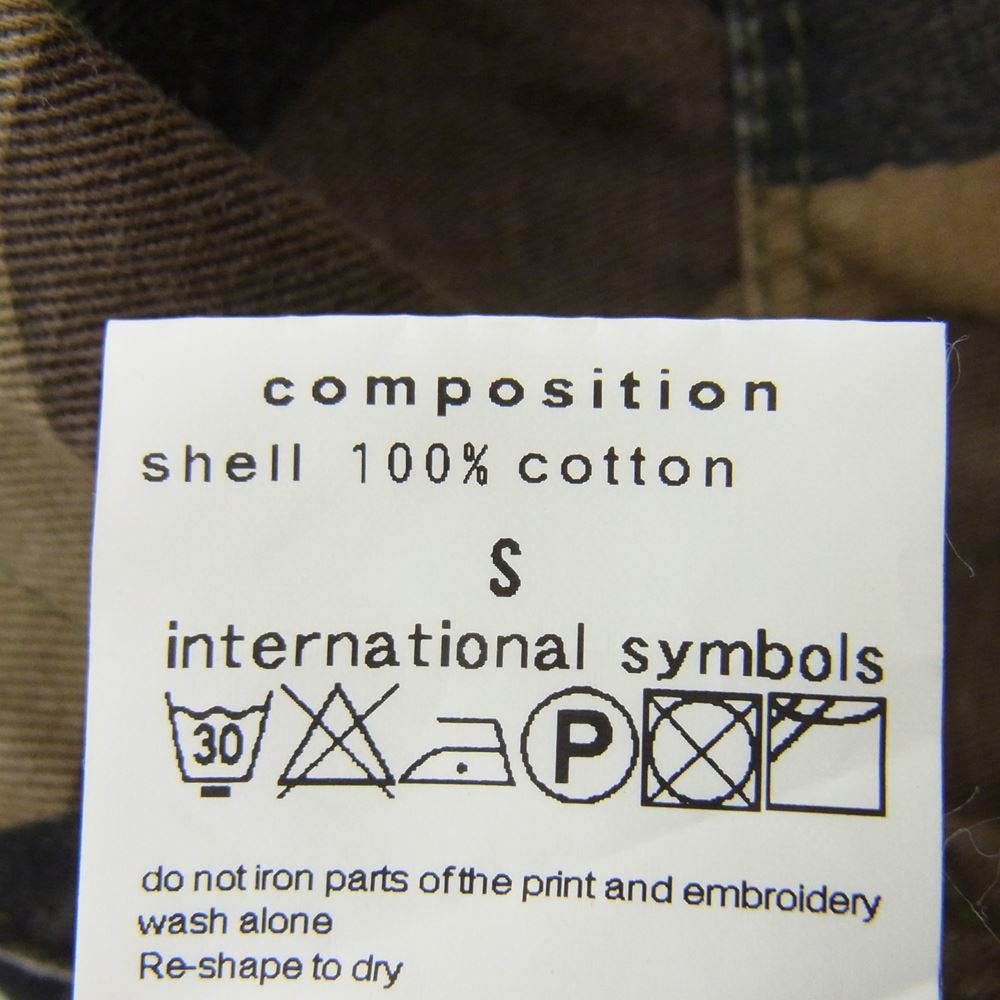 composition
shell 100% cotton
S
international symbols
30 P
do not iron parts of the print and embroidery
wash alone
Re-shape to dry